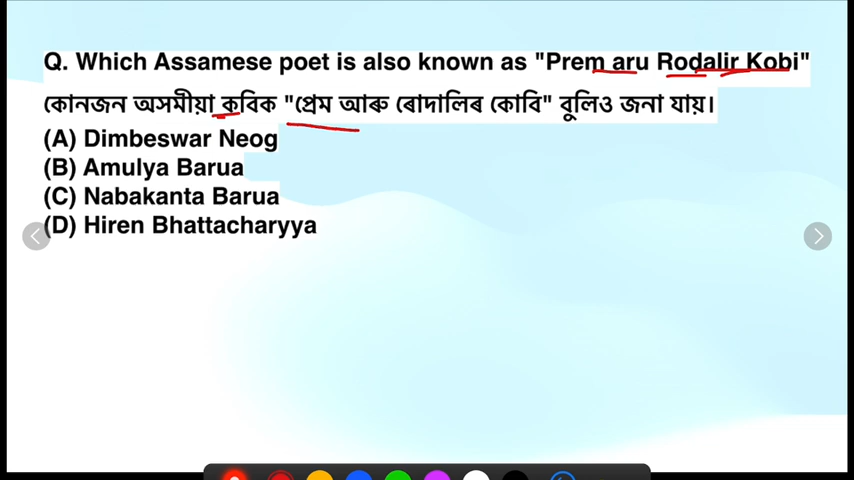 Q. Which Assamese poet is also known as "Prem aru Rodalir Kobi"
কোনজন অসমীয়া কবিক "প্ৰেম আৰু ৰোদালিৰ কোবি" বুলিও জনা যায়।
(A) Dimbeswar Neog
(B) Amulya Barua
(C) Nabakanta Barua
(D) Hiren Bhattacharyya